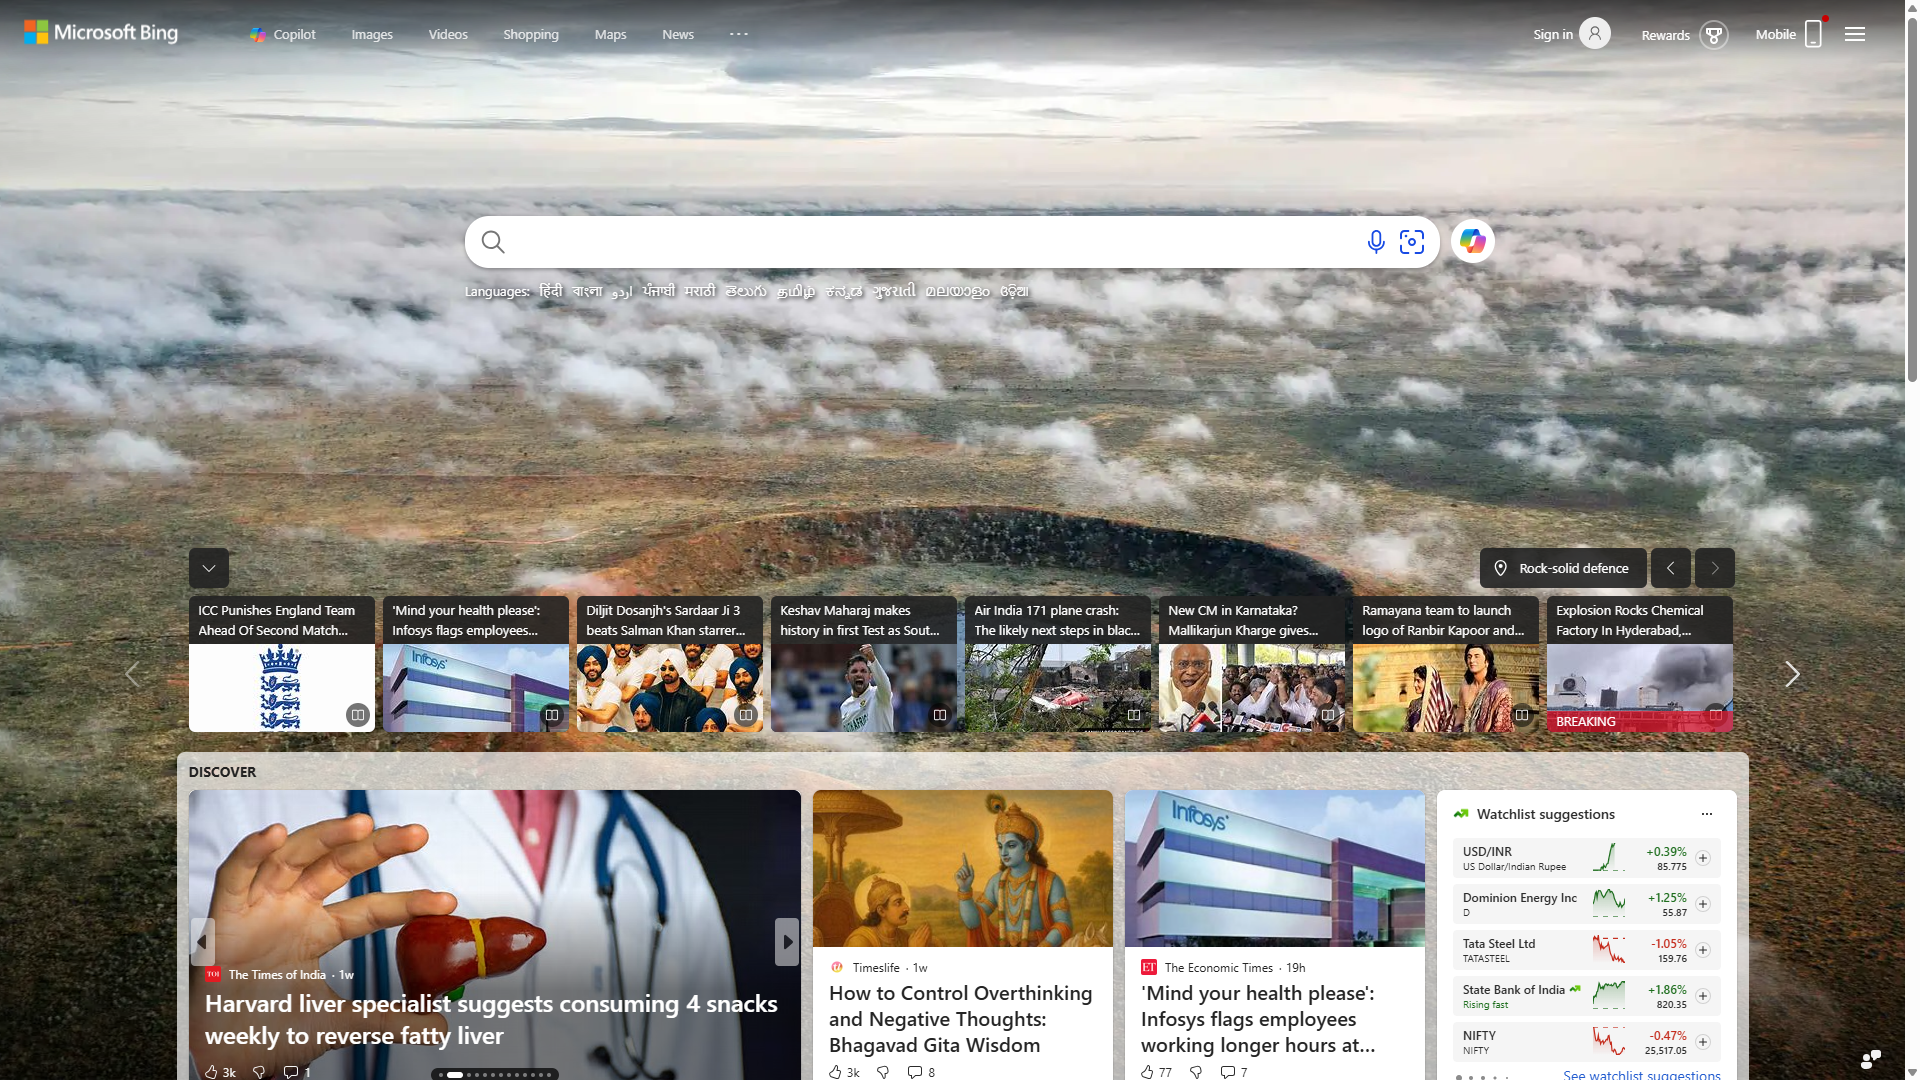 Microsoft Bing
Copilot
Images
Videos
Shopping
Maps
News
Sign in
Rewards
Mobile
Languages: हिंदी বাংলা اردو ਪੰਜਾਬੀ मराठी తెలుగు தமிழ் ಕನ್ನಡ ગુજરાતી മലയാളം ଓଡ଼ିଆ
Rock-solid defence
ICC Punishes England Team
Ahead Of Second Match...
'Mind your health please':
Infosys flags employees...
Infosys
Diljit Dosanjh's Sardaar Ji 3
beats Salman Khan starrer...
Keshav Maharaj makes
history in first Test as Sout...
Air India 171 plane crash:
The likely next steps in blac...
New CM in Karnataka?
Mallikarjun Kharge gives...
Ramayana team to launch
logo of Ranbir Kapoor and...
Explosion Rocks Chemical
Factory In Hyderabad,...
BREAKING
DISCOVER
TOI The Times of India · 1w
Harvard liver specialist suggests consuming 4 snacks
weekly to reverse fatty liver
3k 1
Timeslife · 1w
How to Control Overthinking
and Negative Thoughts:
Bhagavad Gita Wisdom
3k 8
Infosys
ET The Economic Times · 19h
'Mind your health please':
Infosys flags employees
working longer hours at...
77 7
Watchlist suggestions
USD/INR +0.39%
US Dollar/Indian Rupee 85.775
Dominion Energy Inc +1.25%
D 55.87
Tata Steel Ltd -1.05%
TATASTEEL 159.76
State Bank of India +1.86%
Rising fast 820.35
NIFTY -0.47%
NIFTY 25,517.05
See watchlist suggestions